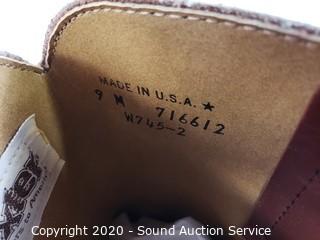 MADE IN U.S.A. ★
9 M 716612
W745-2
Copyright 2020 - Sound Auction Service